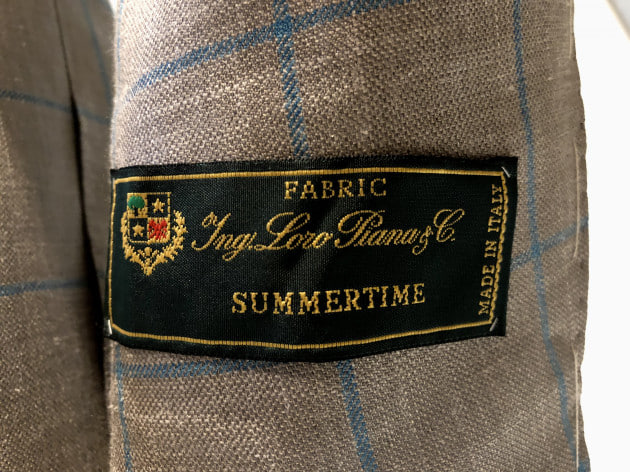 FABRIC
Ing. Loro Piana & C.
SUMMERTIME
MADE IN ITALY